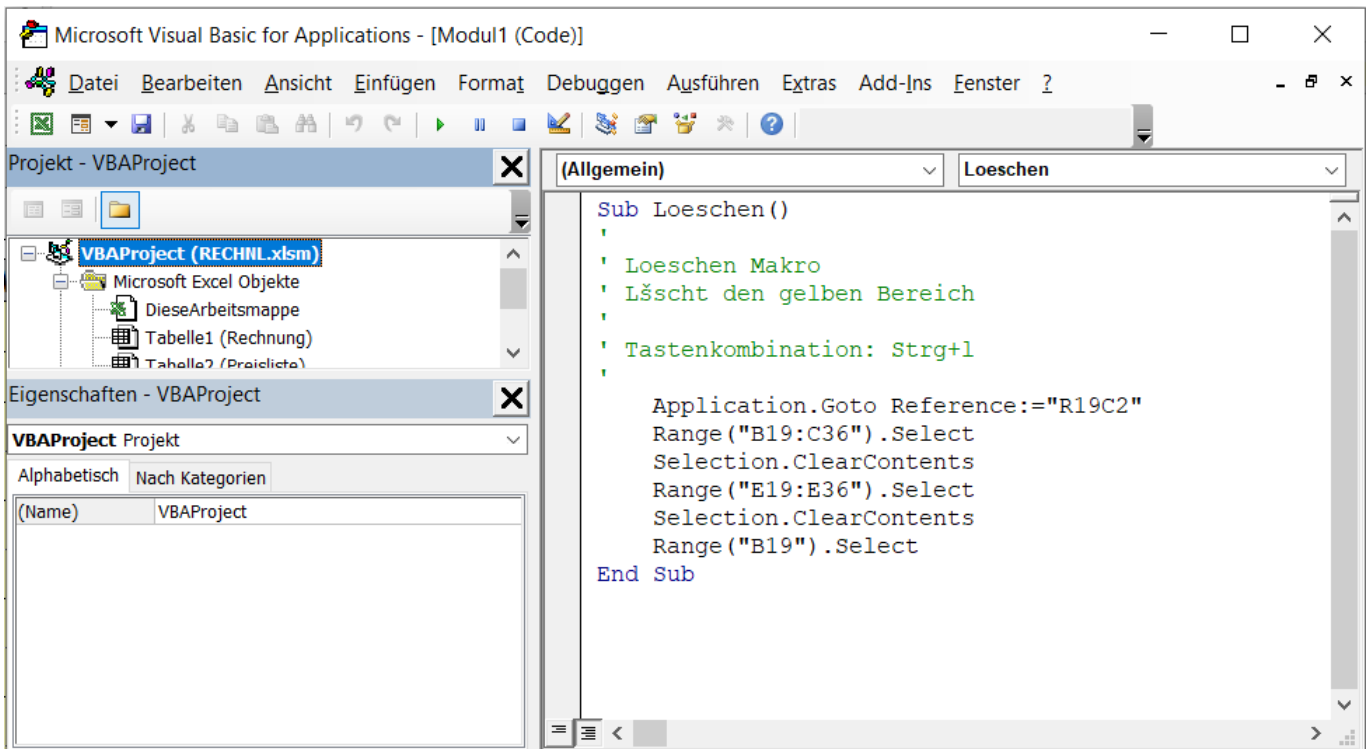 Microsoft Visual Basic for Applications - [Modul1 (Code)]
Datei Bearbeiten Ansicht Einfügen Format Debuggen Ausführen Extras Add-Ins Fenster ?
Projekt - VBAProject
VBAProject (RECHNL.xlsm)
Microsoft Excel Objekte
DieseArbeitsmappe
Tabelle1 (Rechnung)
Tabelle2 (Preisliste)
Eigenschaften - VBAProject
VBAProject Projekt
Alphabetisch Nach Kategorien
(Name) VBAProject
(Allgemein) Loeschen
Sub Loeschen()
'
' Loeschen Makro
' Lšscht den gelben Bereich
'
' Tastenkombination: Strg+l
'
Application.Goto Reference:="R19C2"
Range("B19:C36").Select
Selection.ClearContents
Range("E19:E36").Select
Selection.ClearContents
Range("B19").Select
End Sub